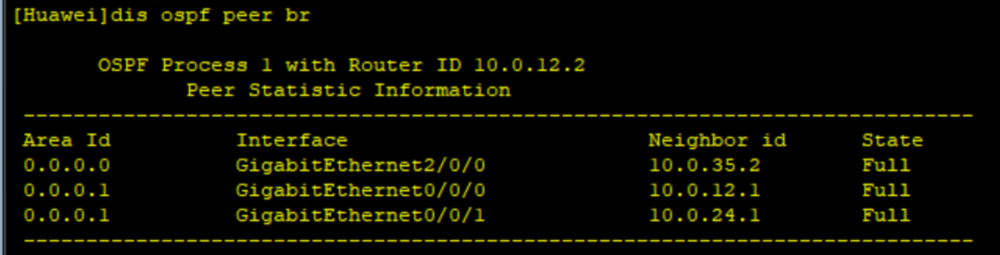 [Huawei]dis ospf peer br
OSPF Process 1 with Router ID 10.0.12.2
Peer Statistic Information
----------------------------------------------------------------------------
Area Id Interface Neighbor id State
0.0.0.0 GigabitEthernet2/0/0 10.0.35.2 Full
0.0.0.1 GigabitEthernet0/0/0 10.0.12.1 Full
0.0.0.1 GigabitEthernet0/0/1 10.0.24.1 Full
----------------------------------------------------------------------------